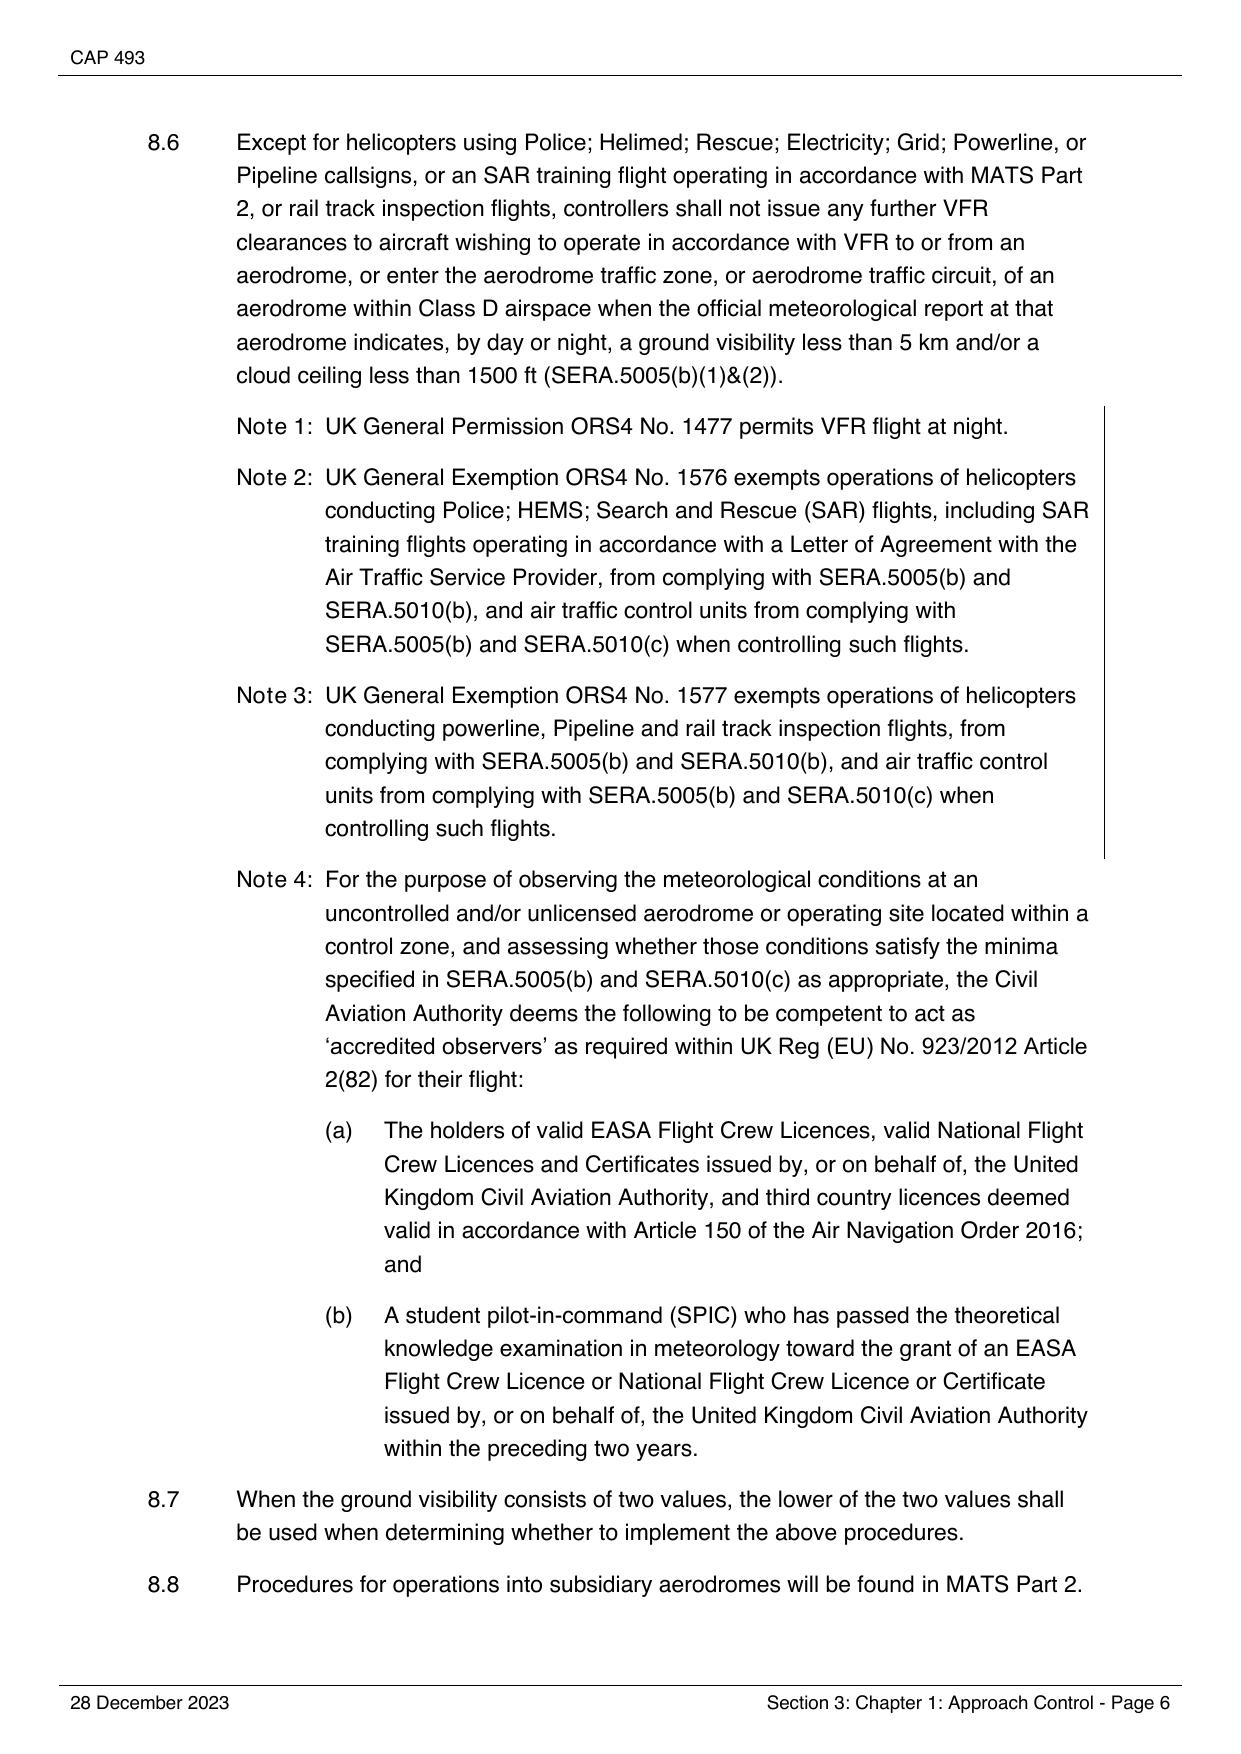 CAP 493
8.6 Except for helicopters using Police; Helimed; Rescue; Electricity; Grid; Powerline, or
Pipeline callsigns, or an SAR training flight operating in accordance with MATS Part
2, or rail track inspection flights, controllers shall not issue any further VFR
clearances to aircraft wishing to operate in accordance with VFR to or from an
aerodrome, or enter the aerodrome traffic zone, or aerodrome traffic circuit, of an
aerodrome within Class D airspace when the official meteorological report at that
aerodrome indicates, by day or night, a ground visibility less than 5 km and/or a
cloud ceiling less than 1500 ft (SERA.5005(b)(1)&(2)).
Note 1: UK General Permission ORS4 No. 1477 permits VFR flight at night.
Note 2: UK General Exemption ORS4 No. 1576 exempts operations of helicopters
conducting Police; HEMS; Search and Rescue (SAR) flights, including SAR
training flights operating in accordance with a Letter of Agreement with the
Air Traffic Service Provider, from complying with SERA.5005(b) and
SERA.5010(b), and air traffic control units from complying with
SERA.5005(b) and SERA.5010(c) when controlling such flights.
Note 3: UK General Exemption ORS4 No. 1577 exempts operations of helicopters
conducting powerline, Pipeline and rail track inspection flights, from
complying with SERA.5005(b) and SERA.5010(b), and air traffic control
units from complying with SERA.5005(b) and SERA.5010(c) when
controlling such flights.
Note 4: For the purpose of observing the meteorological conditions at an
uncontrolled and/or unlicensed aerodrome or operating site located within a
control zone, and assessing whether those conditions satisfy the minima
specified in SERA.5005(b) and SERA.5010(c) as appropriate, the Civil
Aviation Authority deems the following to be competent to act as
‘accredited observers’ as required within UK Reg (EU) No. 923/2012 Article
2(82) for their flight:
(a) The holders of valid EASA Flight Crew Licences, valid National Flight
Crew Licences and Certificates issued by, or on behalf of, the United
Kingdom Civil Aviation Authority, and third country licences deemed
valid in accordance with Article 150 of the Air Navigation Order 2016;
and
(b) A student pilot-in-command (SPIC) who has passed the theoretical
knowledge examination in meteorology toward the grant of an EASA
Flight Crew Licence or National Flight Crew Licence or Certificate
issued by, or on behalf of, the United Kingdom Civil Aviation Authority
within the preceding two years.
8.7 When the ground visibility consists of two values, the lower of the two values shall
be used when determining whether to implement the above procedures.
8.8 Procedures for operations into subsidiary aerodromes will be found in MATS Part 2.
28 December 2023 Section 3: Chapter 1: Approach Control - Page 6